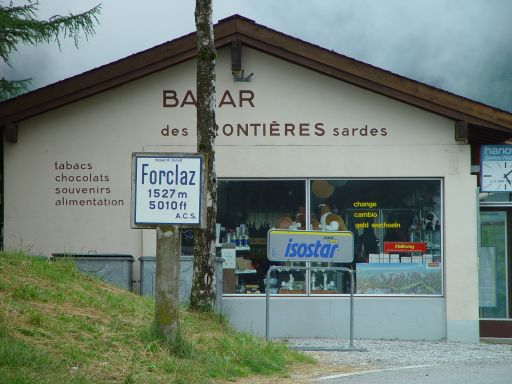 BAZAR
des FRONTIÈRES sardes
tabacs
chocolats
souvenirs
alimentation
Forclaz
1527 m
5010 ft
A.C.S.
isostar
change
cambio
geld wechseln